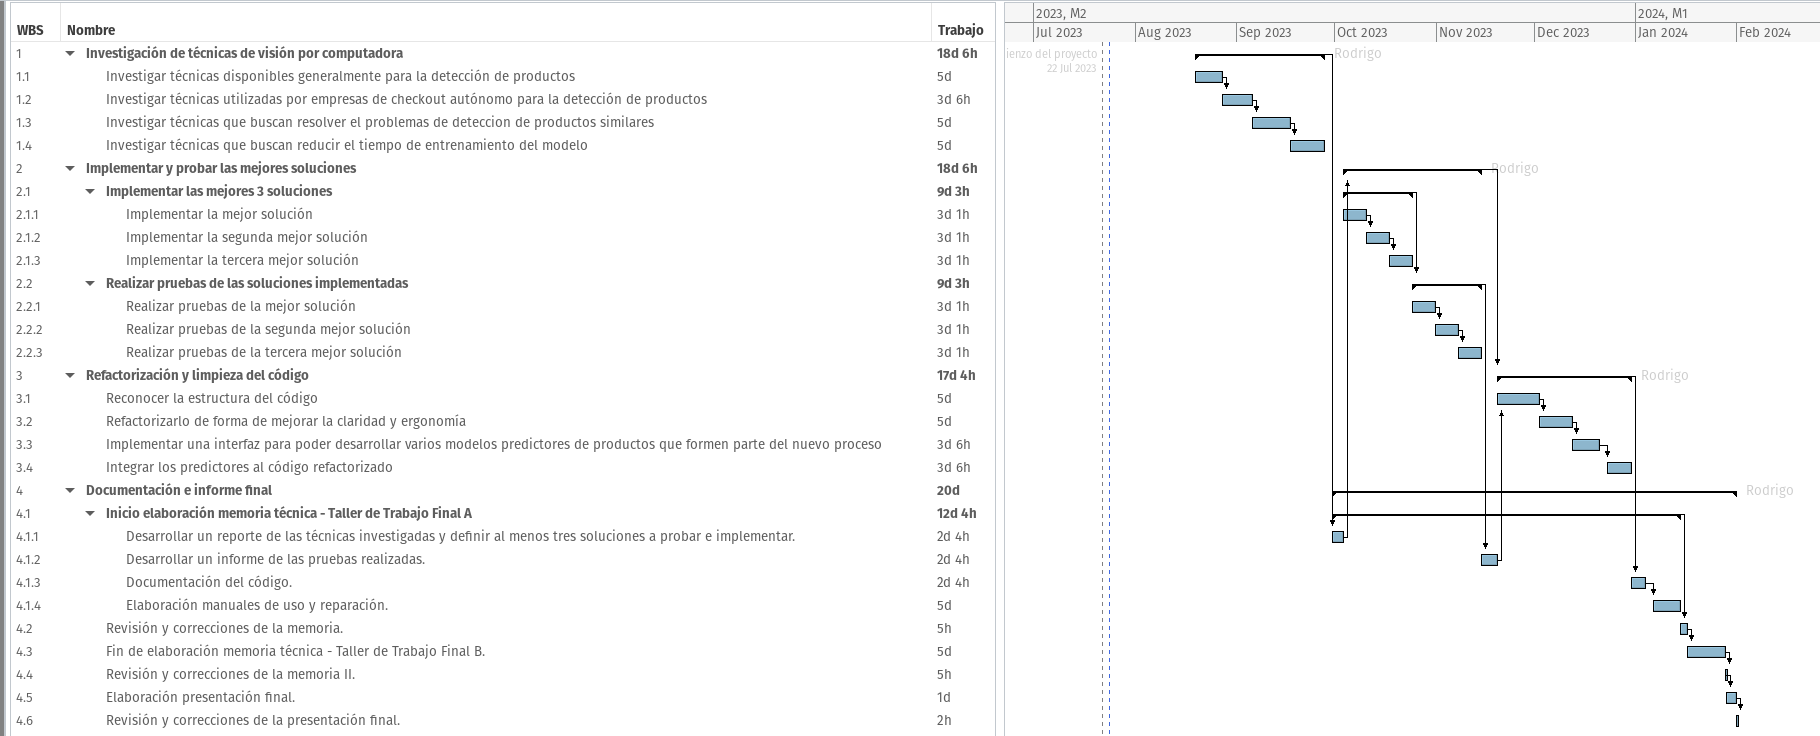 2023, M2 2024, M1
WBS Nombre Trabajo Jul 2023 Aug 2023 Sep 2023 Oct 2023 Nov 2023 Dec 2023 Jan 2024 Feb 2024
1 Investigación de técnicas de visión por computadora 18d 6h ienzo del proyecto Rodrigo
22 Jul 2023
1.1 Investigar técnicas disponibles generalmente para la detección de productos 5d
1.2 Investigar técnicas utilizadas por empresas de checkout autónomo para la detección de productos 3d 6h
1.3 Investigar técnicas que buscan resolver el problemas de deteccion de productos similares 5d
1.4 Investigar técnicas que buscan reducir el tiempo de entrenamiento del modelo 5d
2 Implementar y probar las mejores soluciones 18d 6h Rodrigo
2.1 Implementar las mejores 3 soluciones 9d 3h
2.1.1 Implementar la mejor solución 3d 1h
2.1.2 Implementar la segunda mejor solución 3d 1h
2.1.3 Implementar la tercera mejor solución 3d 1h
2.2 Realizar pruebas de las soluciones implementadas 9d 3h
2.2.1 Realizar pruebas de la mejor solución 3d 1h
2.2.2 Realizar pruebas de la segunda mejor solución 3d 1h
2.2.3 Realizar pruebas de la tercera mejor solución 3d 1h
3 Refactorización y limpieza del código 17d 4h Rodrigo
3.1 Reconocer la estructura del código 5d
3.2 Refactorizarlo de forma de mejorar la claridad y ergonomía 5d
3.3 Implementar una interfaz para poder desarrollar varios modelos predictores de productos que formen parte del nuevo proceso 3d 6h
3.4 Integrar los predictores al código refactorizado 3d 6h
4 Documentación e informe final 20d Rodrigo
4.1 Inicio elaboración memoria técnica - Taller de Trabajo Final A 12d 4h
4.1.1 Desarrollar un reporte de las técnicas investigadas y definir al menos tres soluciones a probar e implementar. 2d 4h
4.1.2 Desarrollar un informe de las pruebas realizadas. 2d 4h
4.1.3 Documentación del código. 2d 4h
4.1.4 Elaboración manuales de uso y reparación. 5d
4.2 Revisión y correcciones de la memoria. 5h
4.3 Fin de elaboración memoria técnica - Taller de Trabajo Final B. 5d
4.4 Revisión y correcciones de la memoria II. 5h
4.5 Elaboración presentación final. 1d
4.6 Revisión y correcciones de la presentación final. 2h